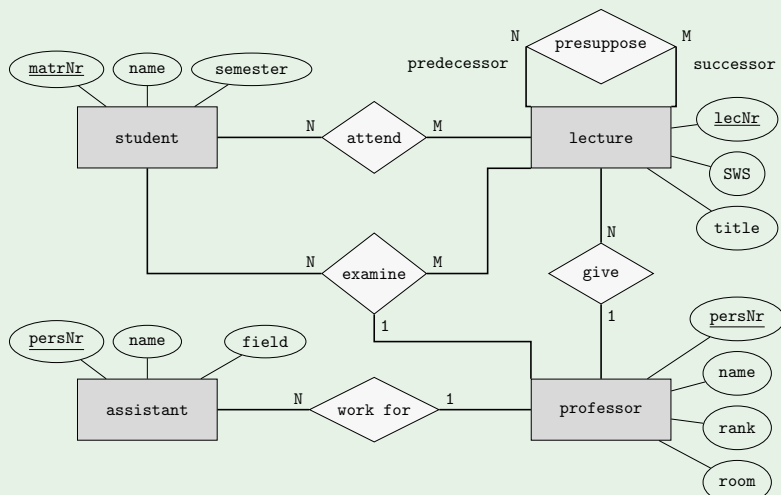 N
presuppose
M
predecessor
successor
matrNr
name
semester
student
N
attend
M
lecture
lecNr
SWS
title
N
examine
M
1
N
give
1
persNr
name
field
assistant
N
work for
1
professor
persNr
name
rank
room